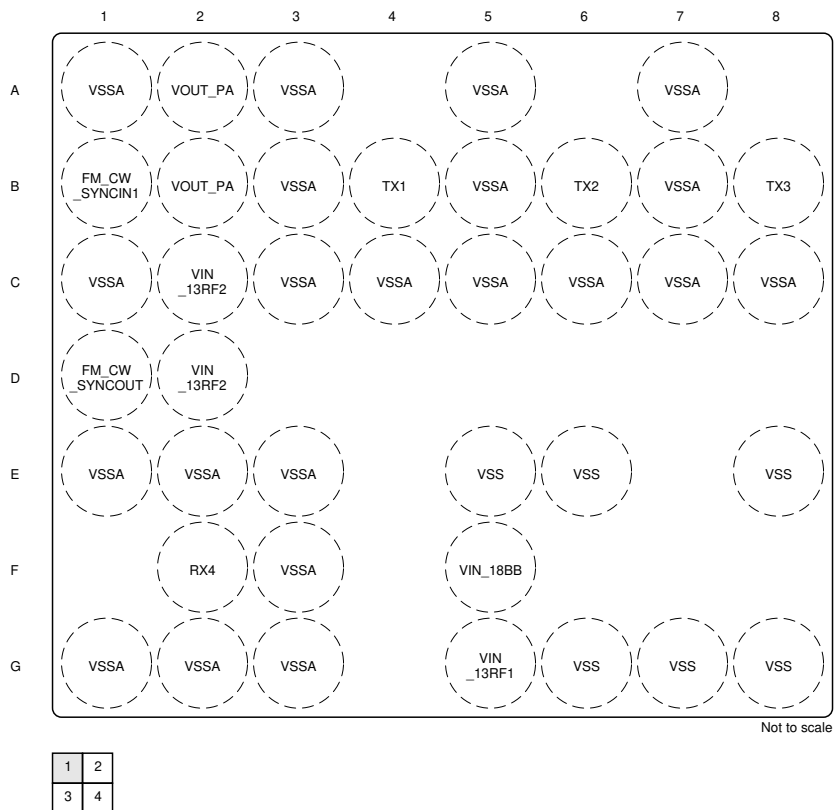 1 2 3 4 5 6 7 8
A VSSA VOUT_PA VSSA VSSA VSSA
B FM_CW _SYNCIN1 VOUT_PA VSSA TX1 VSSA TX2 VSSA TX3
C VSSA VIN _13RF2 VSSA VSSA VSSA VSSA VSSA VSSA
D FM_CW _SYNCOUT VIN _13RF2
E VSSA VSSA VSSA VSS VSS VSS
F RX4 VSSA VIN_18BB
G VSSA VSSA VSSA VIN _13RF1 VSS VSS VSS
Not to scale
1 2
3 4